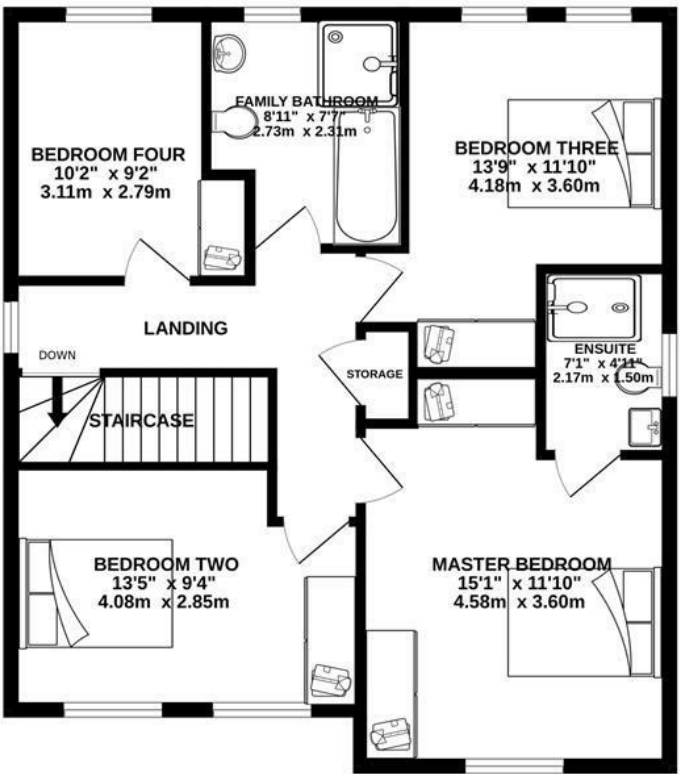 FAMILY BATHROOM
8'11" x 7'7"
2.73m x 2.31m
BEDROOM FOUR
10'2" x 9'2"
3.11m x 2.79m
BEDROOM THREE
13'9" x 11'10"
4.18m x 3.60m
LANDING
DOWN
STORAGE
ENSUITE
7'1" x 4'11"
2.17m x 1.50m
STAIRCASE
BEDROOM TWO
13'5" x 9'4"
4.08m x 2.85m
MASTER BEDROOM
15'1" x 11'10"
4.58m x 3.60m